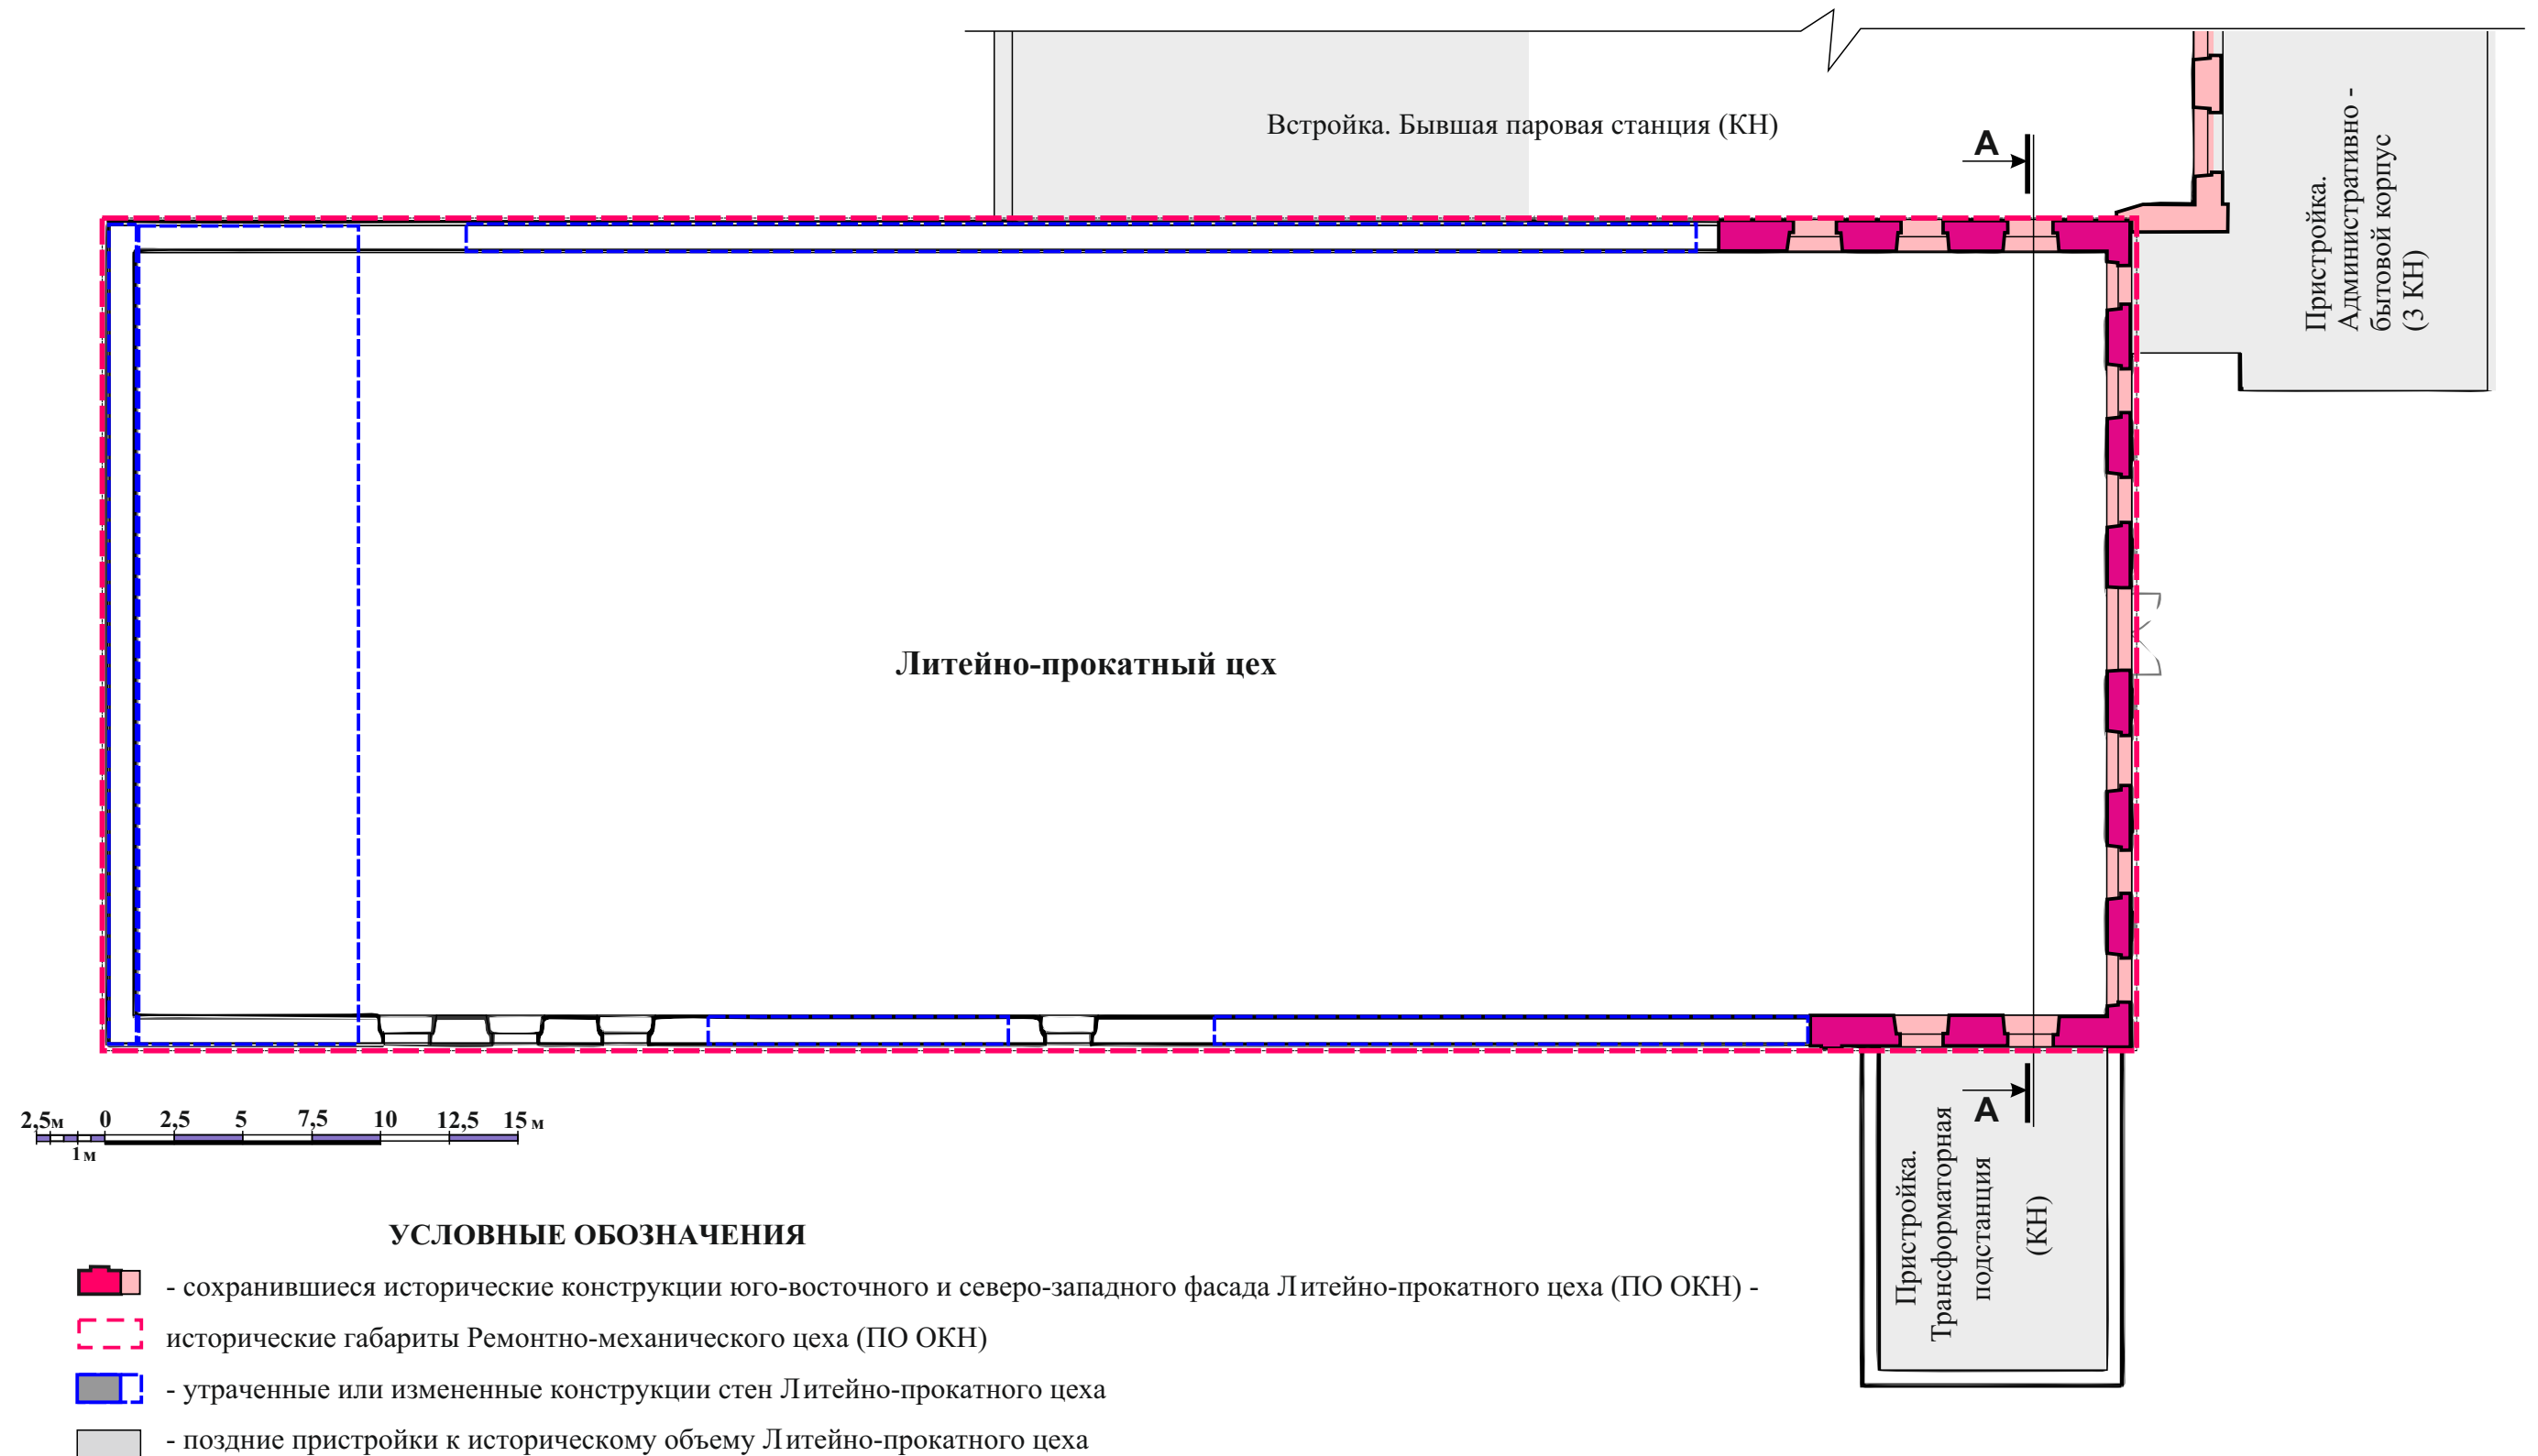 Встройка. Бывшая паровая станция (КН)
А
Пристройка.
Административно -
бытовой корпус
(3 КН)
Литейно-прокатный цех
А
Пристройка.
Трансформаторная
подстанция
(КН)
2,5м 0 2,5 5 7,5 10 12,5 15 м
1 м
УСЛОВНЫЕ ОБОЗНАЧЕНИЯ
- сохранившиеся исторические конструкции юго-восточного и северо-западного фасада Литейно-прокатного цеха (ПО ОКН) -
исторические габариты Ремонтно-механического цеха (ПО ОКН)
- утраченные или измененные конструкции стен Литейно-прокатного цеха
- поздние пристройки к историческому объему Литейно-прокатного цеха